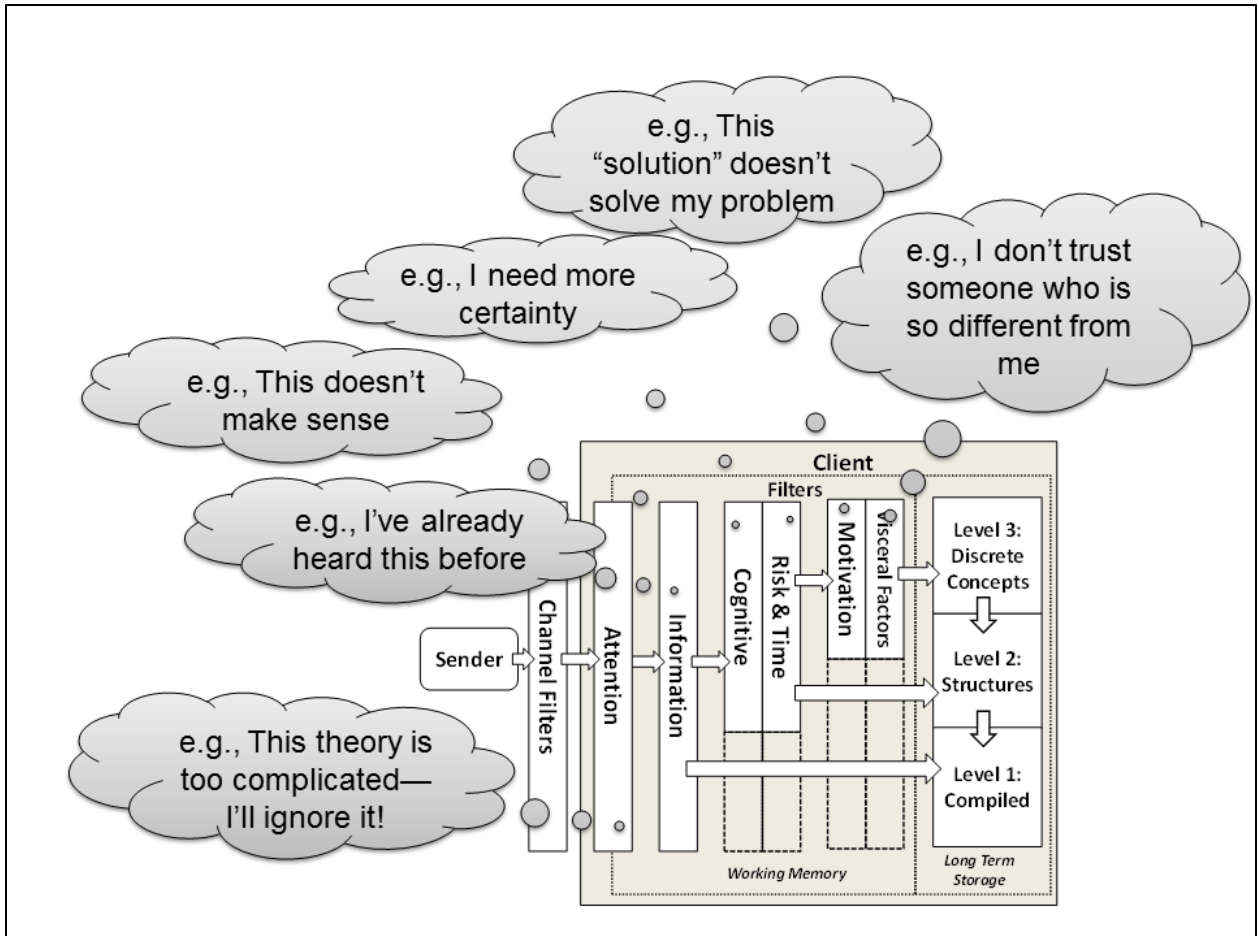 e.g., This
“solution” doesn’t
solve my problem
e.g., I don’t trust
someone who is
so different from
me
e.g., I need more
certainty
e.g., This doesn’t
make sense
e.g., I’ve already
heard this before
e.g., This theory is
too complicated—
I’ll ignore it!
Client
Filters
Sender
Channel Filters
Attention
Information
Cognitive
Risk & Time
Motivation
Visceral Factors
Level 3:
Discrete
Concepts
Level 2:
Structures
Level 1:
Compiled
Working Memory
Long Term
Storage